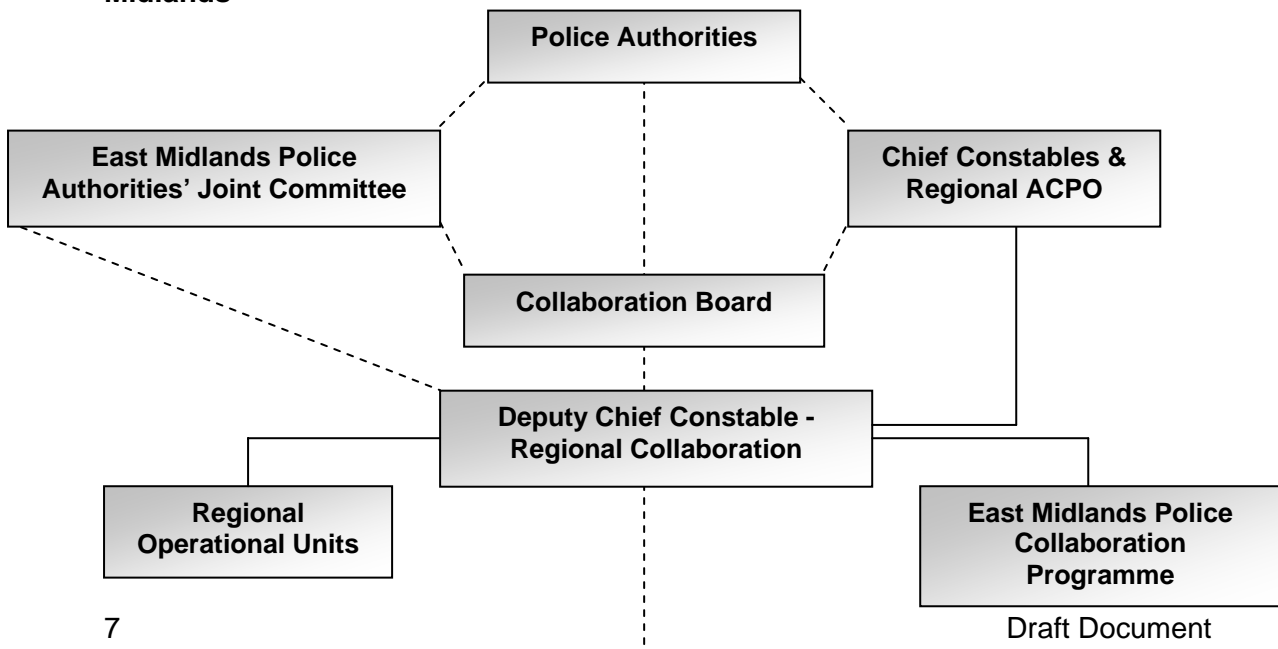 Midlands
Police Authorities
East Midlands Police
Authorities’ Joint Committee
Chief Constables &
Regional ACPO
Collaboration Board
Deputy Chief Constable -
Regional Collaboration
Regional
Operational Units
East Midlands Police
Collaboration
Programme
7
Draft Document